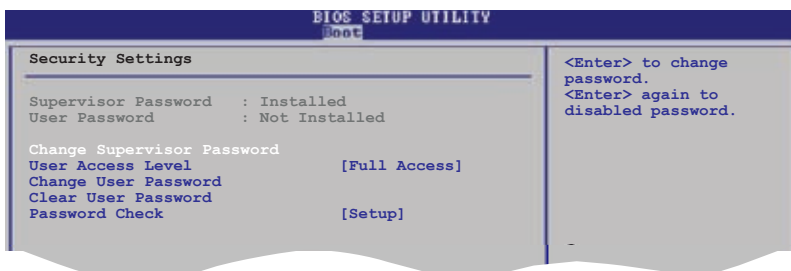 BIOS SETUP UTILITY
Boot
Security Settings
Supervisor Password : Installed
User Password : Not Installed
Change Supervisor Password
User Access Level [Full Access]
Change User Password
Clear User Password
Password Check [Setup]
<Enter> to change
password.
<Enter> again to
disabled password.